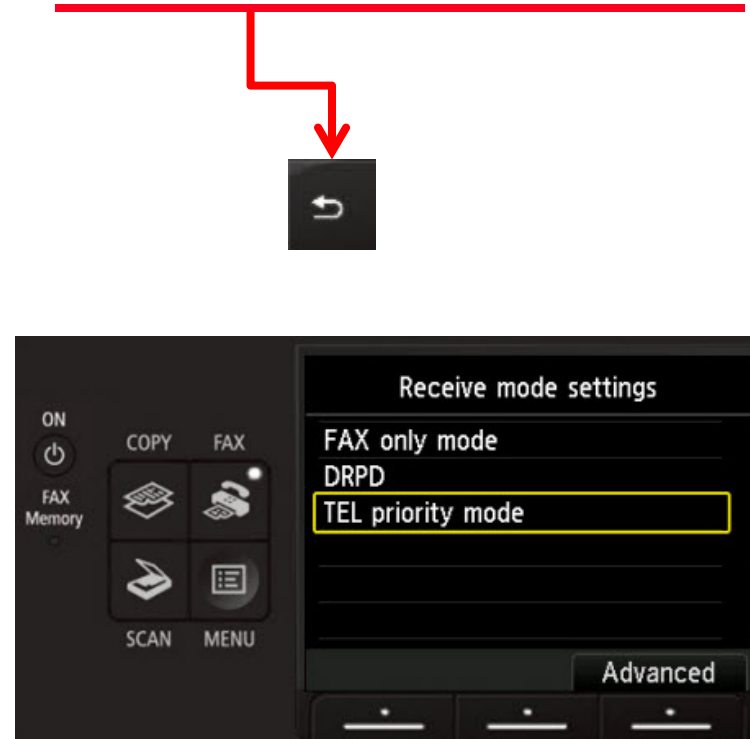 Receive mode settings
ON
COPY FAX
FAX only mode
DRPD
FAX
Memory
TEL priority mode
SCAN MENU
Advanced